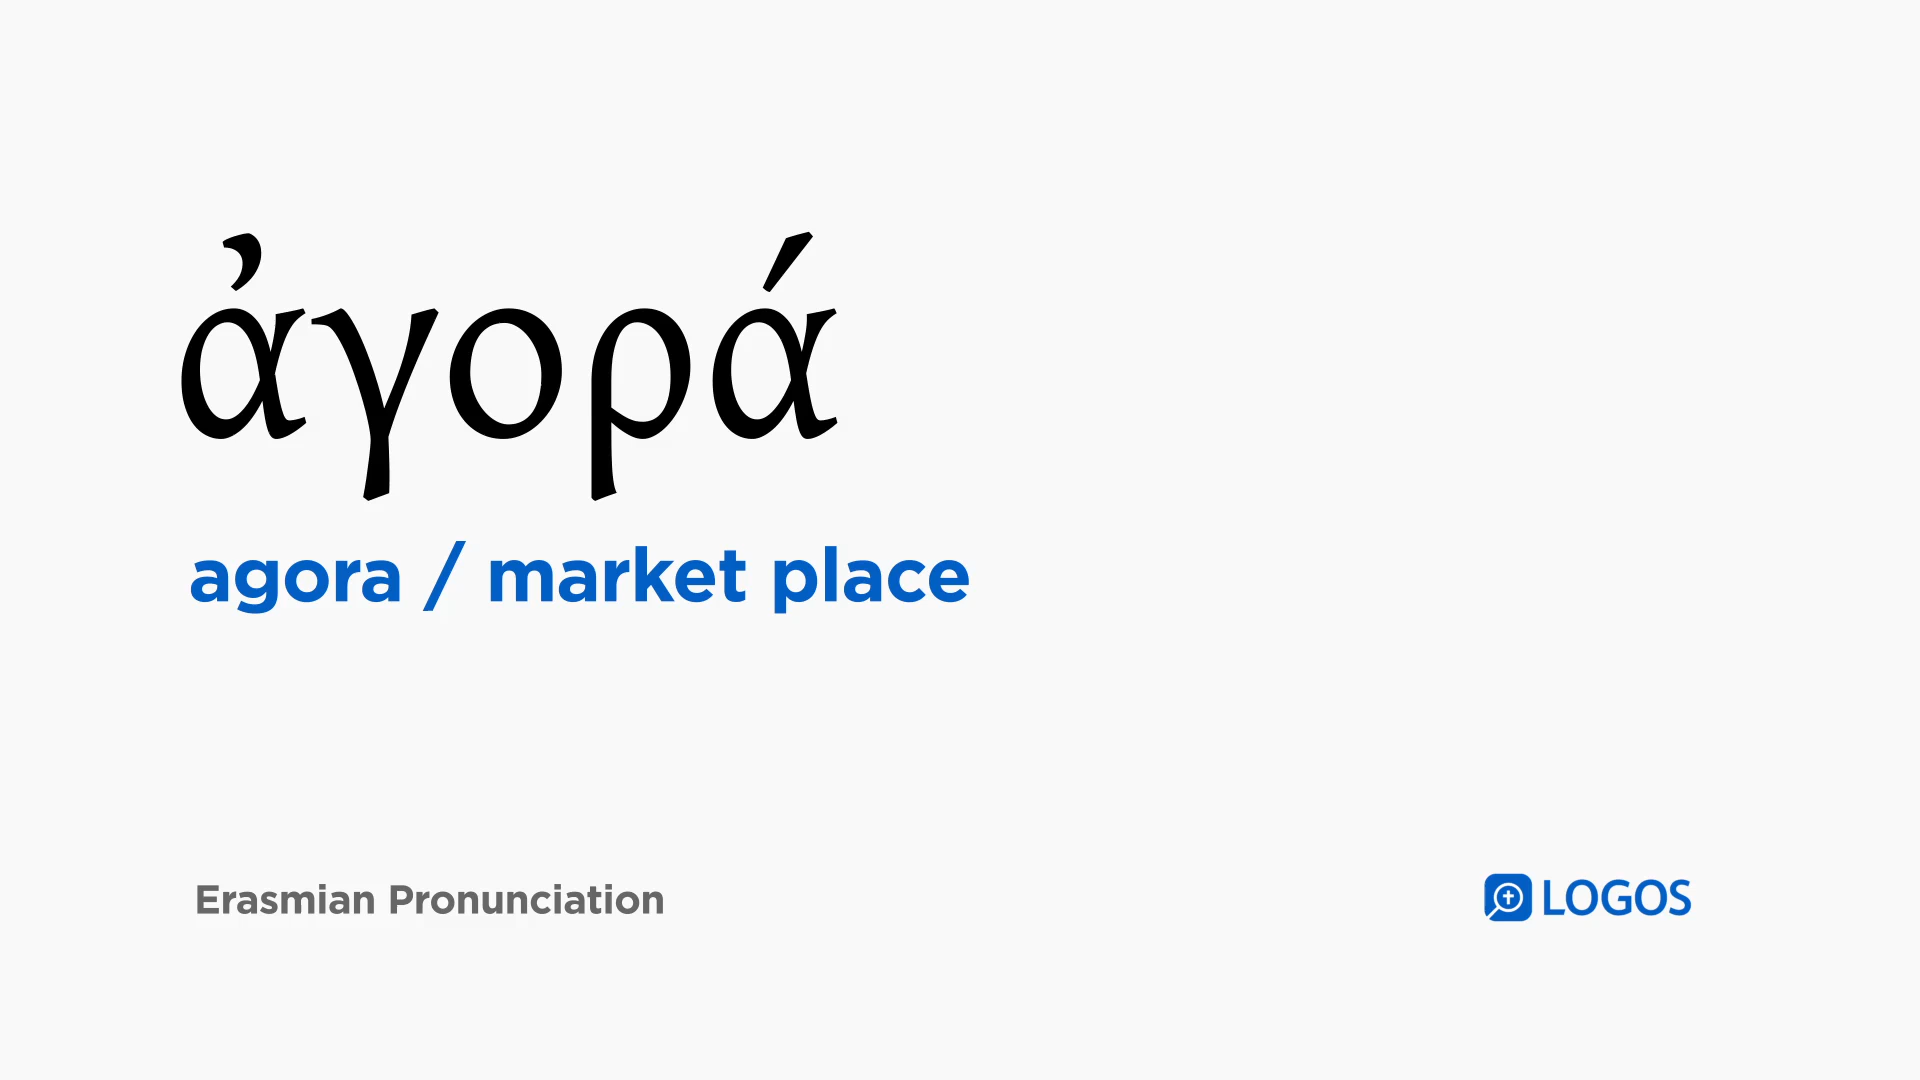 ἀγορά
agora / market place
Erasmian Pronunciation
LOGOS